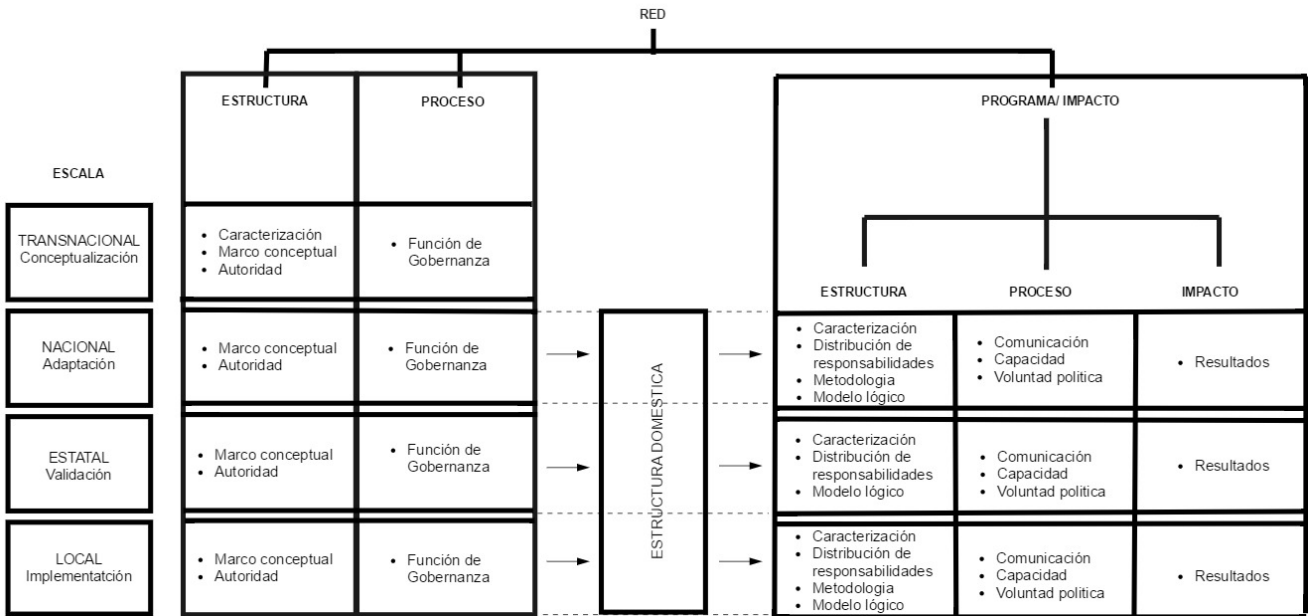 RED
ESTRUCTURA
PROCESO
PROGRAMA/ IMPACTO
ESCALA
TRANSNACIONAL
Conceptualización
• Caracterización
• Marco conceptual
• Autoridad
• Función de
Gobernanza
ESTRUCTURA
PROCESO
IMPACTO
NACIONAL
Adaptación
• Marco conceptual
• Autoridad
• Función de
Gobernanza
ESTRUCTURA DOMESTICA
• Caracterización
• Distribución de
responsabilidades
• Metodologia
• Modelo lógico
• Comunicación
• Capacidad
• Voluntad politica
• Resultados
ESTATAL
Validación
• Marco conceptual
• Autoridad
• Función de
Gobernanza
• Caracterización
• Distribución de
responsabilidades
• Modelo lógico
• Comunicación
• Capacidad
• Voluntad politica
• Resultados
LOCAL
Implementatción
• Marco conceptual
• Autoridad
• Función de
Gobernanza
• Caracterización
• Distribución de
responsabilidades
• Metodologia
• Modelo lógico
• Comunicación
• Capacidad
• Voluntad politica
• Resultados